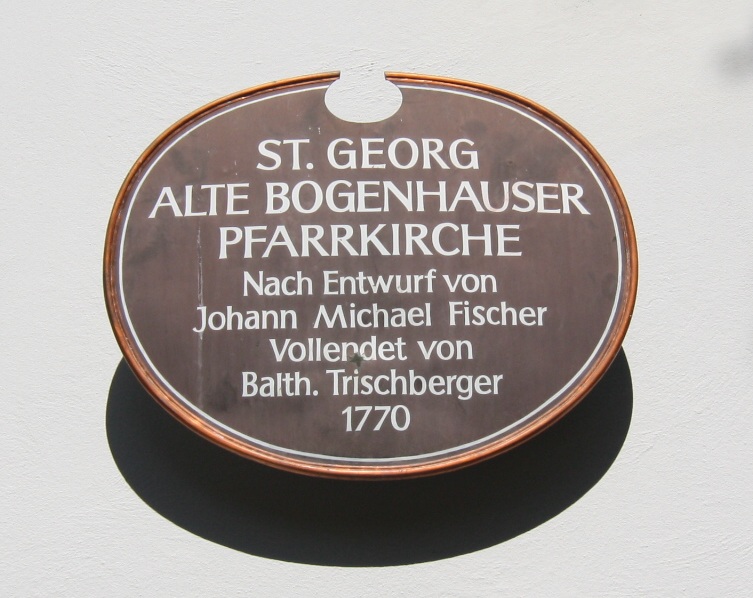 ST. GEORG
ALTE BOGENHAUSER
PFARRKIRCHE
Nach Entwurf von
Johann Michael Fischer
Vollendet von
Balth. Trischberger
1770